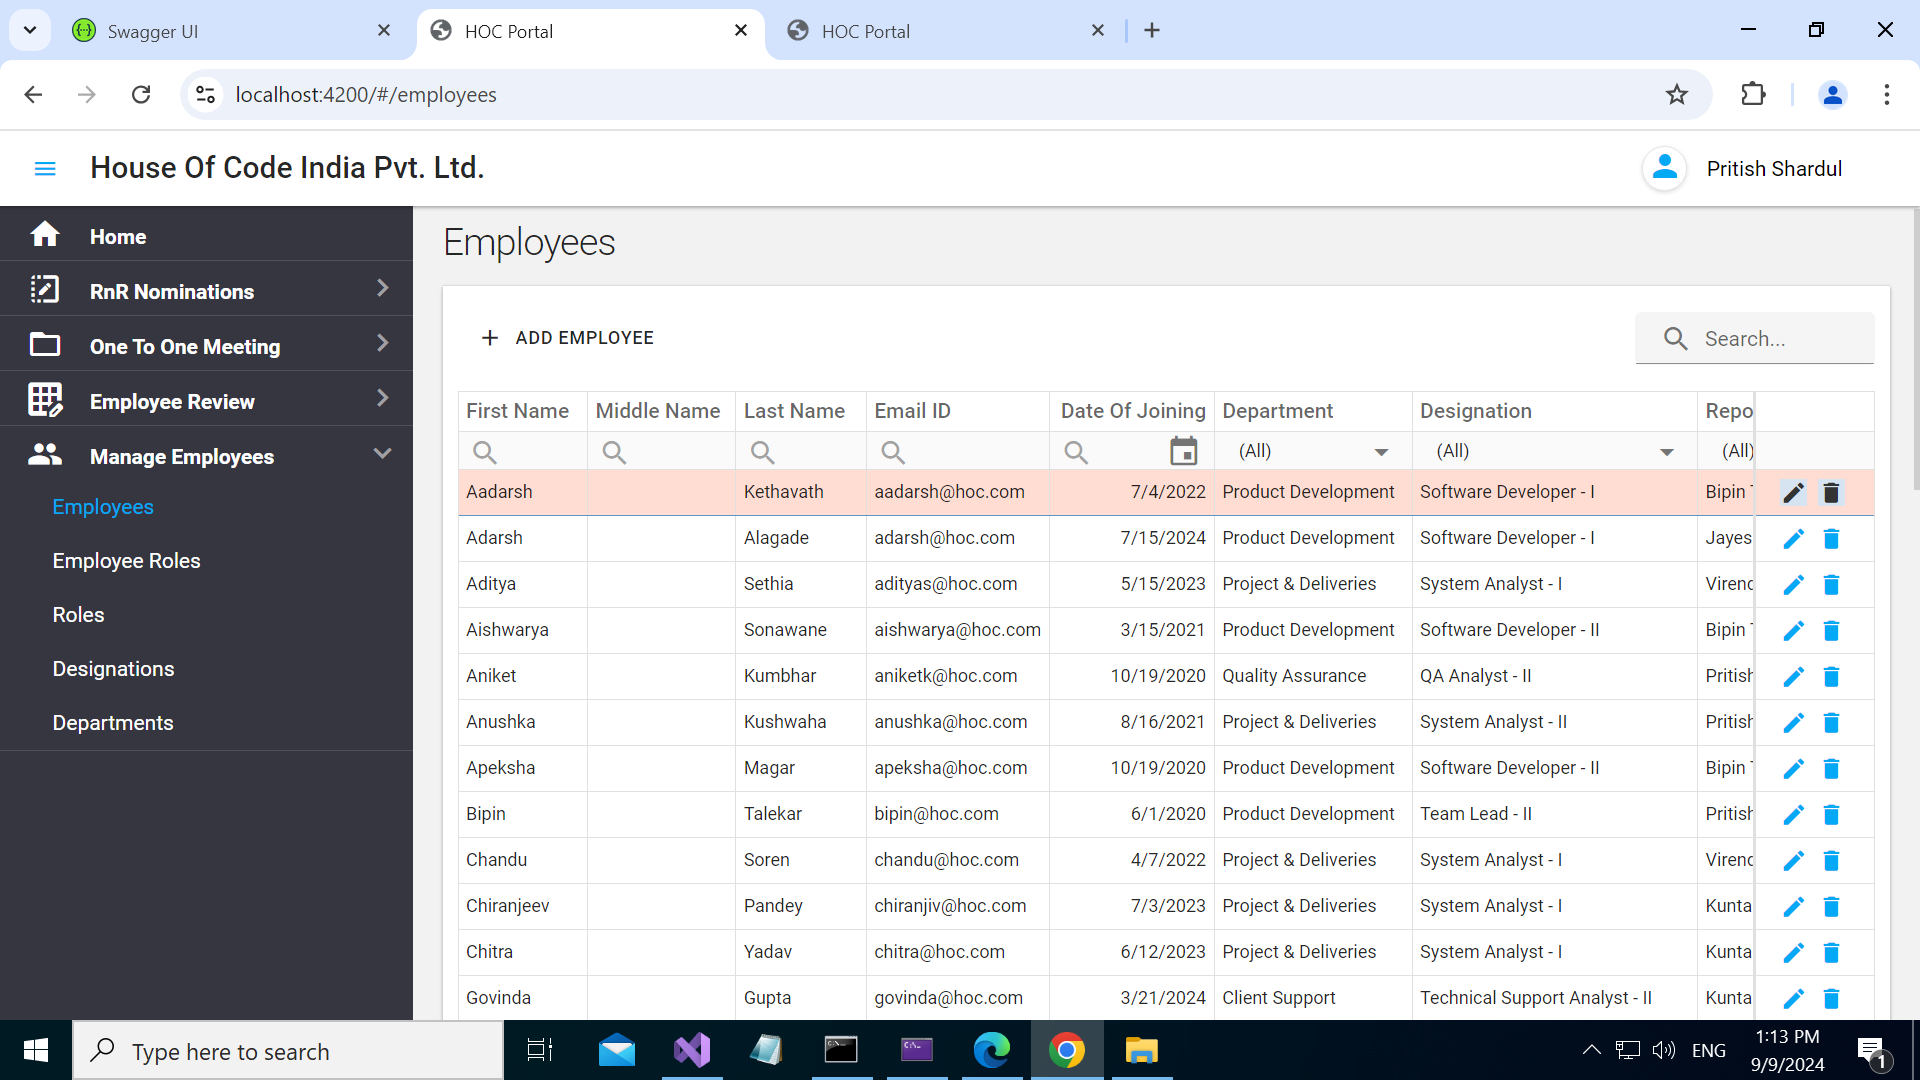 Swagger UI
HOC Portal
HOC Portal
localhost:4200/#/employees
House Of Code India Pvt. Ltd.
Pritish Shardul
Home
RnR Nominations
One To One Meeting
Employee Review
Manage Employees
Employees
Employee Roles
Roles
Designations
Departments
Employees
ADD EMPLOYEE
Search...
First Name Middle Name Last Name Email ID Date Of Joining Department Designation Repo
(All) (All) (All)
Aadarsh Kethavath aadarsh@hoc.com 7/4/2022 Product Development Software Developer - I Bipin
Adarsh Alagade adarsh@hoc.com 7/15/2024 Product Development Software Developer - I Jayes
Aditya Sethia adityas@hoc.com 5/15/2023 Project & Deliveries System Analyst - I Viren
Aishwarya Sonawane aishwarya@hoc.com 3/15/2021 Product Development Software Developer - II Bipin
Aniket Kumbhar aniketk@hoc.com 10/19/2020 Quality Assurance QA Analyst - II Pritish
Anushka Kushwaha anushka@hoc.com 8/16/2021 Project & Deliveries System Analyst - II Pritish
Apeksha Magar apeksha@hoc.com 10/19/2020 Product Development Software Developer - II Bipin
Bipin Talekar bipin@hoc.com 6/1/2020 Product Development Team Lead - II Pritish
Chandu Soren chandu@hoc.com 4/7/2022 Project & Deliveries System Analyst - I Viren
Chiranjeev Pandey chiranjiv@hoc.com 7/3/2023 Project & Deliveries System Analyst - I Kunta
Chitra Yadav chitra@hoc.com 6/12/2023 Project & Deliveries System Analyst - I Kunta
Govinda Gupta govinda@hoc.com 3/21/2024 Client Support Technical Support Analyst - II Kunta
Type here to search
ENG
1:13 PM
9/9/2024
1